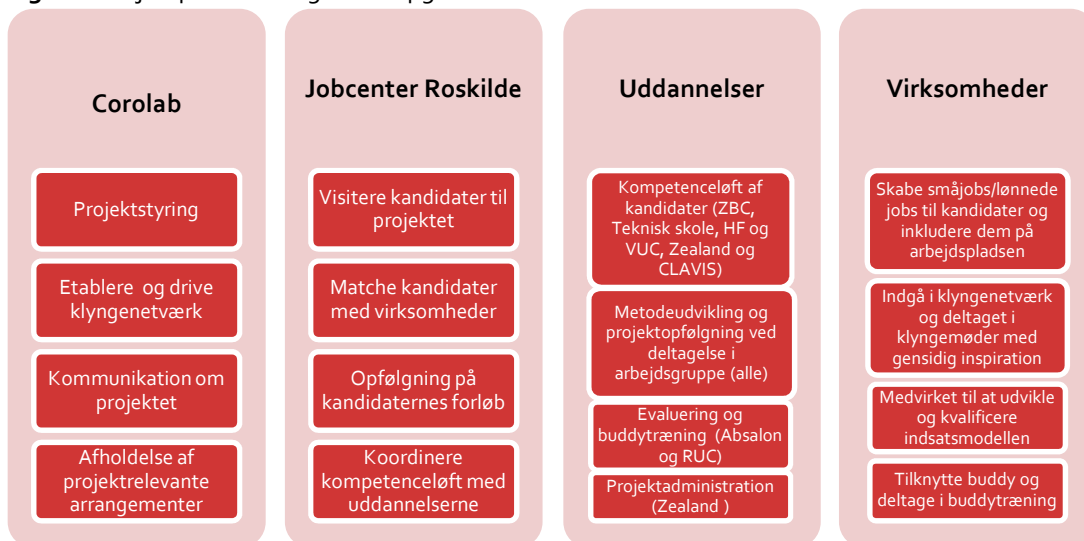 Corolab
Projektstyring
Etablere og drive
klyngenetværk
Kommunikation om
projektet
Afholdelse af
projektrelevante
arrangementer
Jobcenter Roskilde
Visitere kandidater til
projektet
Matche kandidater
med virksomheder
Opfølgning på
kandidaternes forløb
Koordinere
kompetenceløft med
uddannelserne
Uddannelser
Kompetenceløft af
kandidater (ZBC,
Teknisk skole, HF og
VUC, Zealand og
CLAVIS)
Metodeudvikling og
projektopfølgning ved
deltagelse i
arbejdsgruppe (alle)
Evaluering og
buddytræning (Absalon
og RUC)
Projektadministration
(Zealand )
Virksomheder
Skabe småjobs/lønnede
jobs til kandidater og
inkludere dem på
arbejdspladsen
Indgå i klyngenetværk
og deltaget i
klyngemøder med
gensidig inspiration
Medvirket til at udvikle
og kvalificere
indsatsmodellen
Tilknytte buddy og
deltage i buddytræning